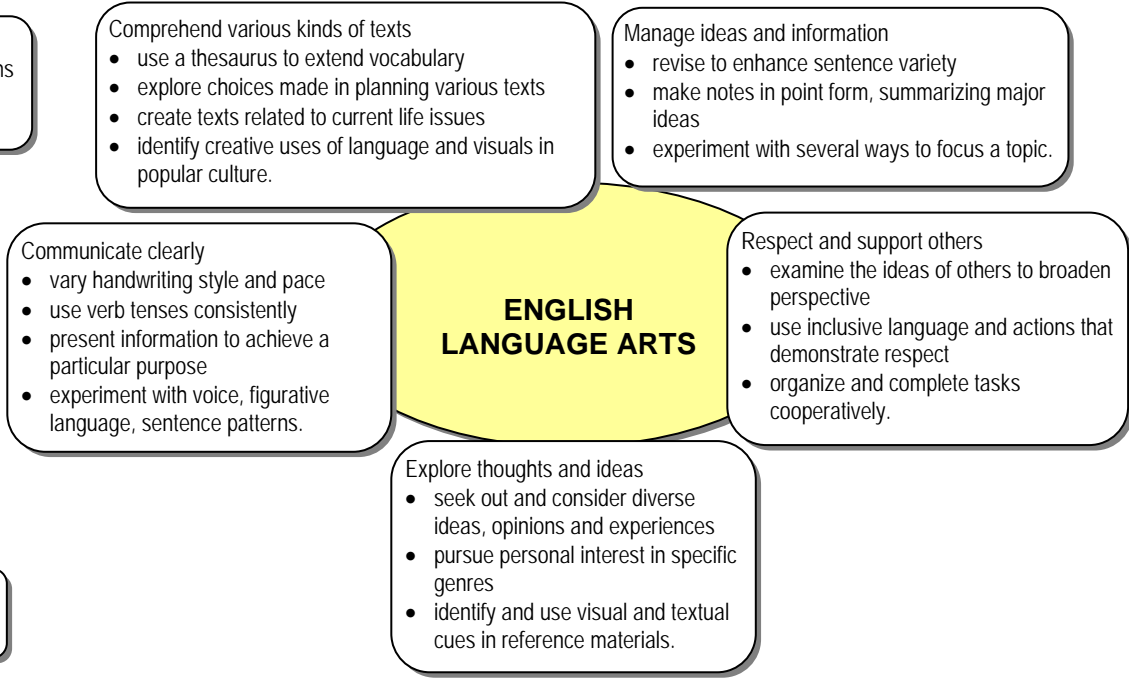 Comprehend various kinds of texts
• use a thesaurus to extend vocabulary
• explore choices made in planning various texts
• create texts related to current life issues
• identify creative uses of language and visuals in
popular culture.
Manage ideas and information
• revise to enhance sentence variety
• make notes in point form, summarizing major
ideas
• experiment with several ways to focus a topic.
Communicate clearly
• vary handwriting style and pace
• use verb tenses consistently
• present information to achieve a
particular purpose
• experiment with voice, figurative
language, sentence patterns.
ENGLISH
LANGUAGE ARTS
Respect and support others
• examine the ideas of others to broaden
perspective
• use inclusive language and actions that
demonstrate respect
• organize and complete tasks
cooperatively.
Explore thoughts and ideas
• seek out and consider diverse
ideas, opinions and experiences
• pursue personal interest in specific
genres
• identify and use visual and textual
cues in reference materials.